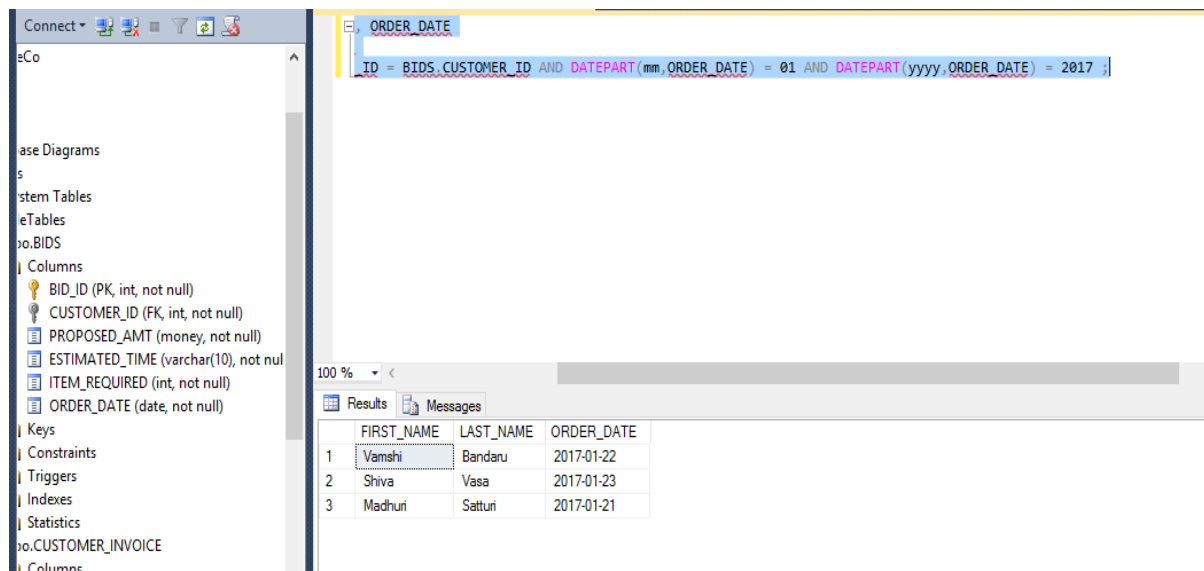 Connect
eCo
ase Diagrams
s
stem Tables
eTables
oo.BIDS
Columns
BID_ID (PK, int, not null)
CUSTOMER_ID (FK, int, not null)
PROPOSED_AMT (money, not null)
ESTIMATED_TIME (varchar(10), not nul
ITEM_REQUIRED (int, not null)
ORDER_DATE (date, not null)
Keys
Constraints
Triggers
Indexes
Statistics
oo.CUSTOMER_INVOICE
Columns
, ORDER_DATE
_ID = BIDS.CUSTOMER_ID AND DATEPART(mm,ORDER_DATE) = 01 AND DATEPART(yyyy,ORDER_DATE) = 2017 ;
100 %
Results Messages
FIRST_NAME LAST_NAME ORDER_DATE
1 Vamshi Bandaru 2017-01-22
2 Shiva Vasa 2017-01-23
3 Madhuri Satturi 2017-01-21